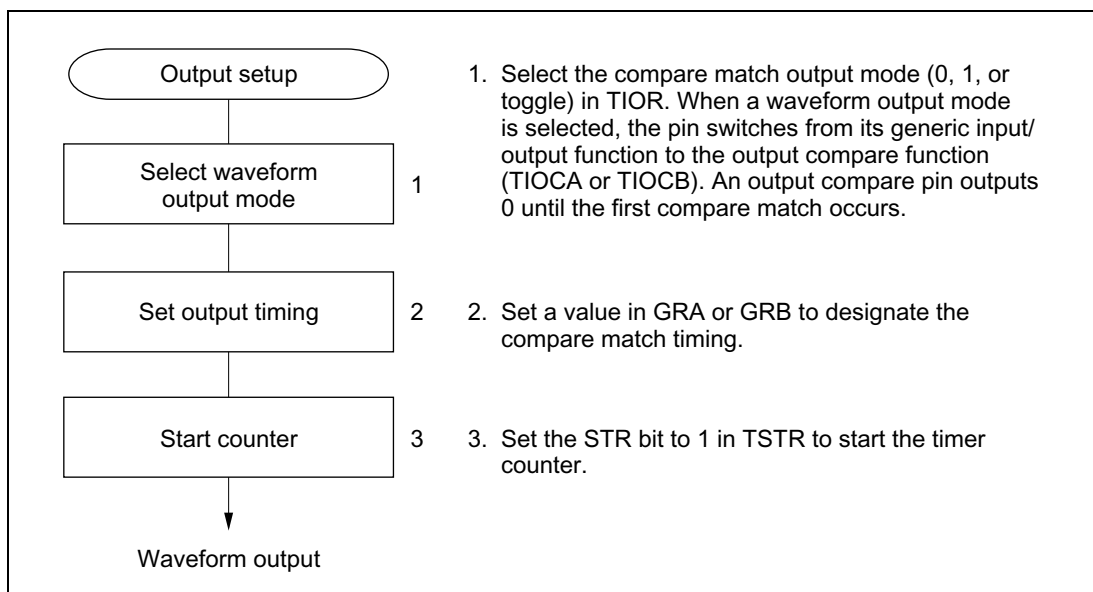 Output setup
Select waveform
output mode
1
1. Select the compare match output mode (0, 1, or
toggle) in TIOR. When a waveform output mode
is selected, the pin switches from its generic input/
output function to the output compare function
(TIOCA or TIOCB). An output compare pin outputs
0 until the first compare match occurs.
Set output timing
2
2. Set a value in GRA or GRB to designate the
compare match timing.
Start counter
3
3. Set the STR bit to 1 in TSTR to start the timer
counter.
Waveform output